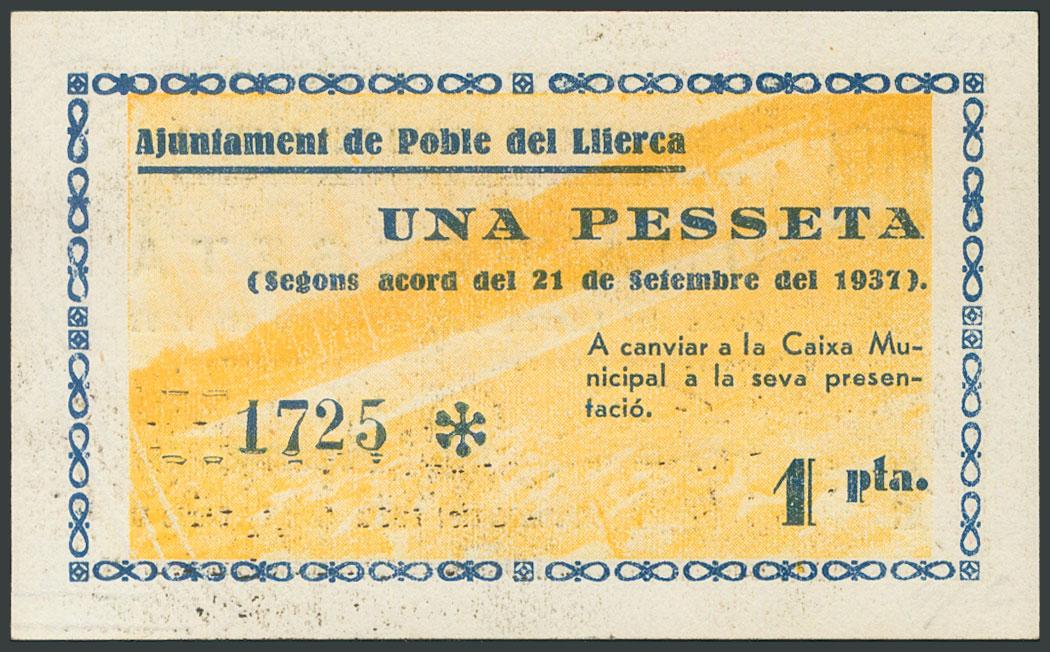 Ajuntament de Poble del Llierca
UNA PESSETA
(Segons acord del 21 de Setembre del 1937).
A canviar a la Caixa Mu-
nicipal a la seva presen-
tació.
1725 *
1 pta.